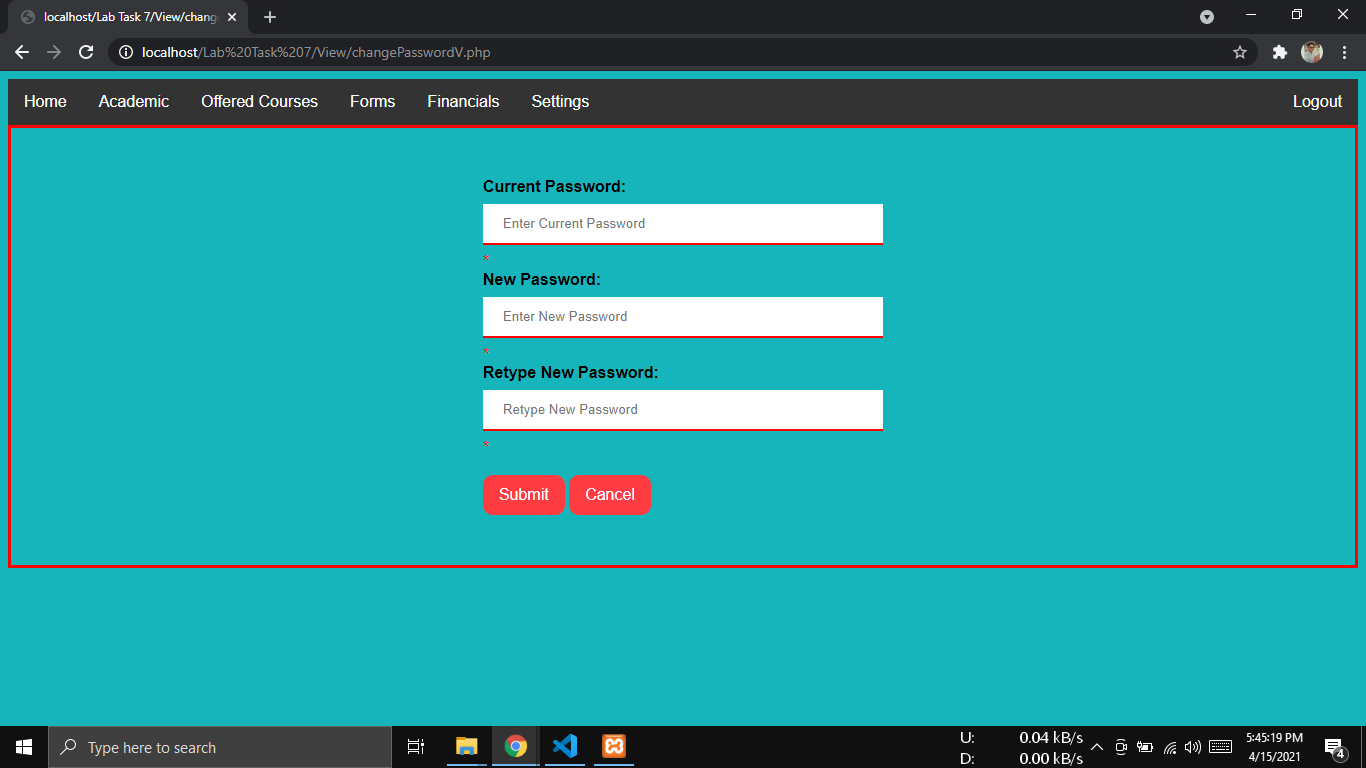 localhost/Lab Task 7/View/chang
localhost/Lab%20Task%207/View/changePasswordV.php
Home Academic Offered Courses Forms Financials Settings Logout
Current Password:
Enter Current Password
*
New Password:
Enter New Password
*
Retype New Password:
Retype New Password
*
Submit Cancel
Type here to search
U: 0.04 kB/s
D: 0.00 kB/s
5:45:19 PM
4/15/2021
4